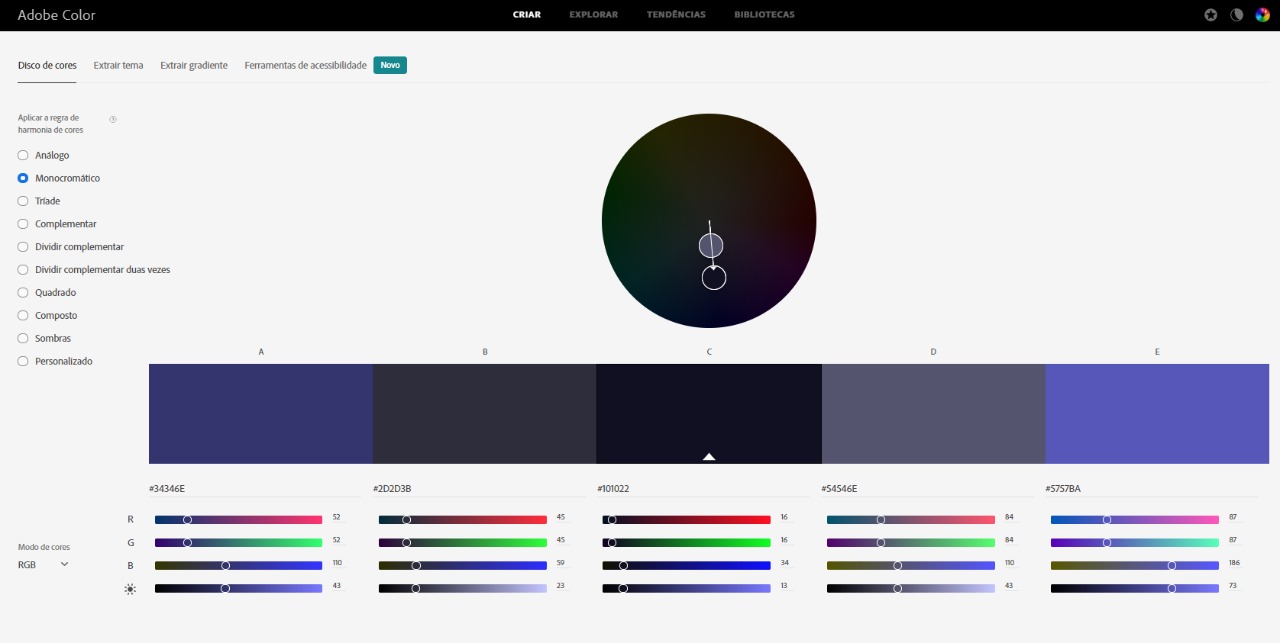 Adobe Color
CRIAR EXPLORAR TENDÊNCIAS BIBLIOTECAS
Disco de cores Extrair tema Extrair gradiente Ferramentas de acessibilidade Novo
Aplicar a regra de
harmonia de cores
Análogo
Monocromático
Tríade
Complementar
Dividir complementar
Dividir complementar duas vezes
Quadrado
Composto
Sombras
Personalizado
A B C D E
#34346E #2D2D3B #101022 #54546E #5757BA
R 52 45 16 84 87
G 52 45 16 84 87
Modo de cores
RGB
B 110 59 34 110 186
43 23 13 43 73